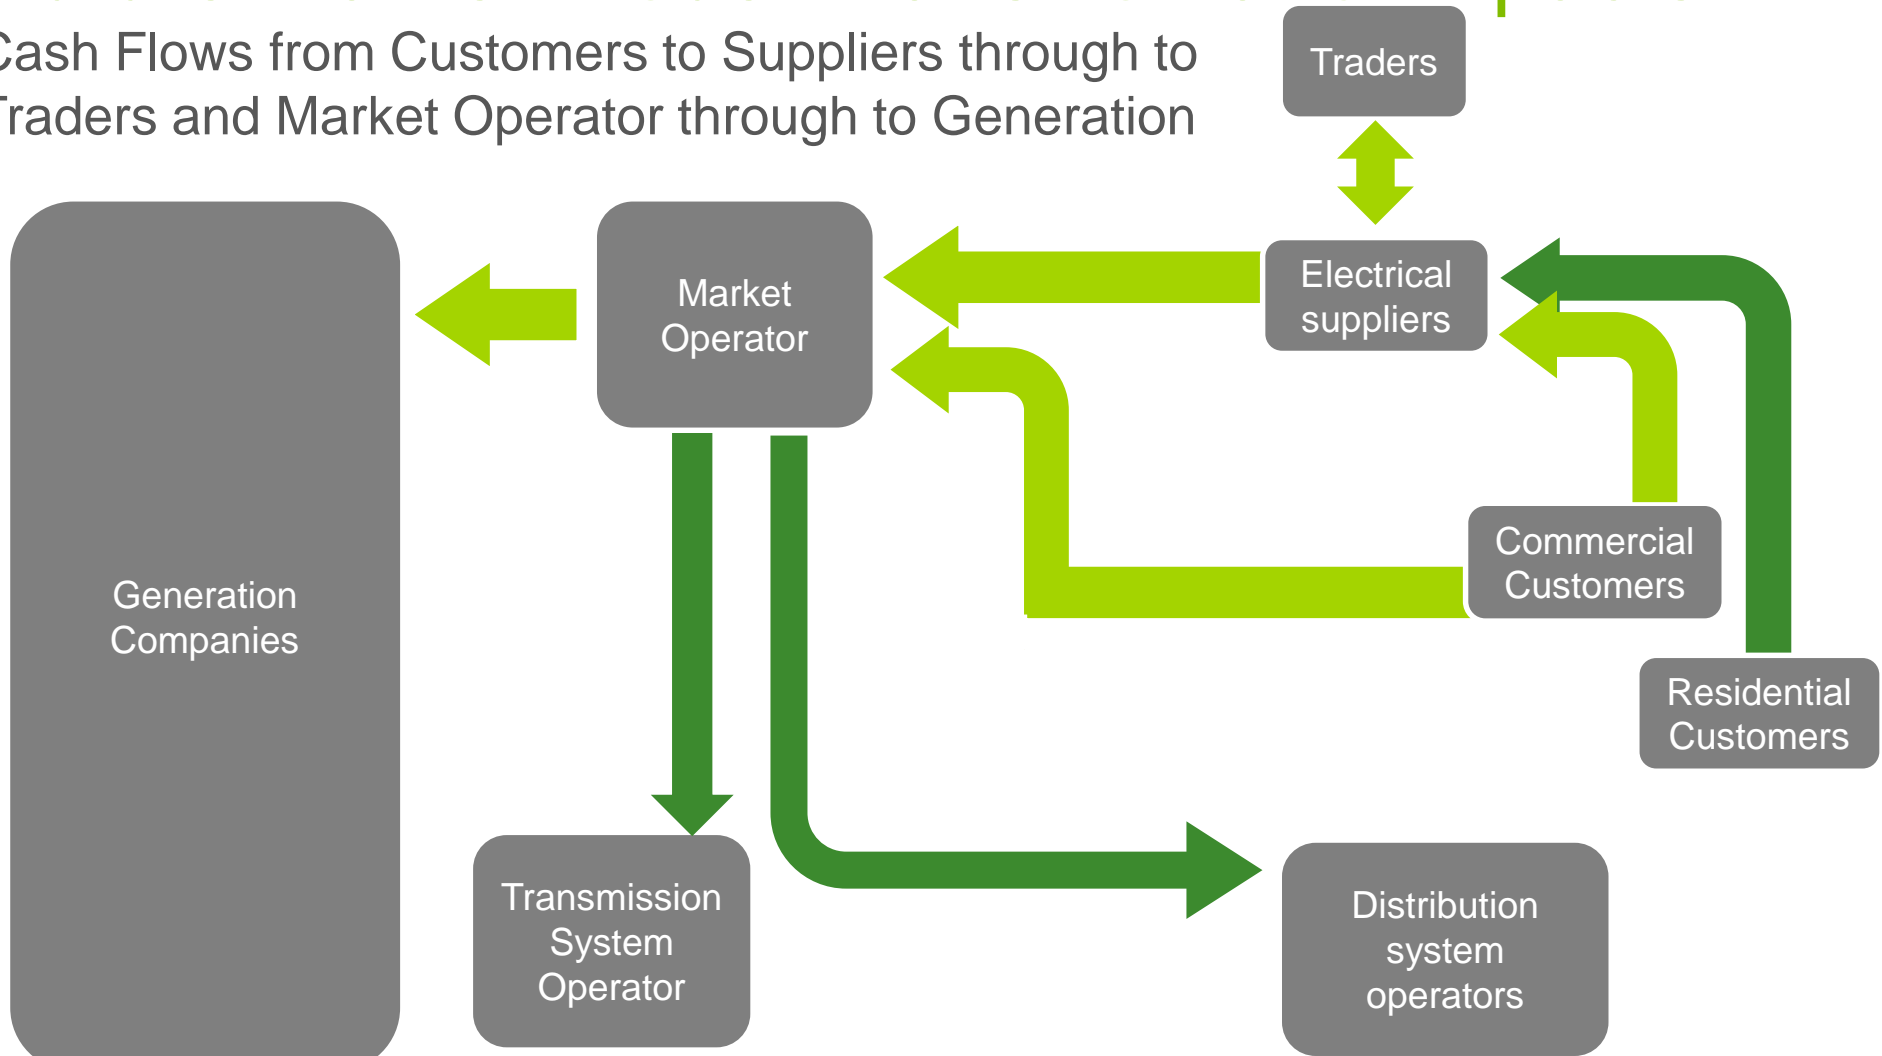 Cash Flows from Customers to Suppliers through to
Traders and Market Operator through to Generation
Traders
Electrical
suppliers
Market
Operator
Commercial
Customers
Generation
Companies
Residential
Customers
Transmission
System
Operator
Distribution
system
operators